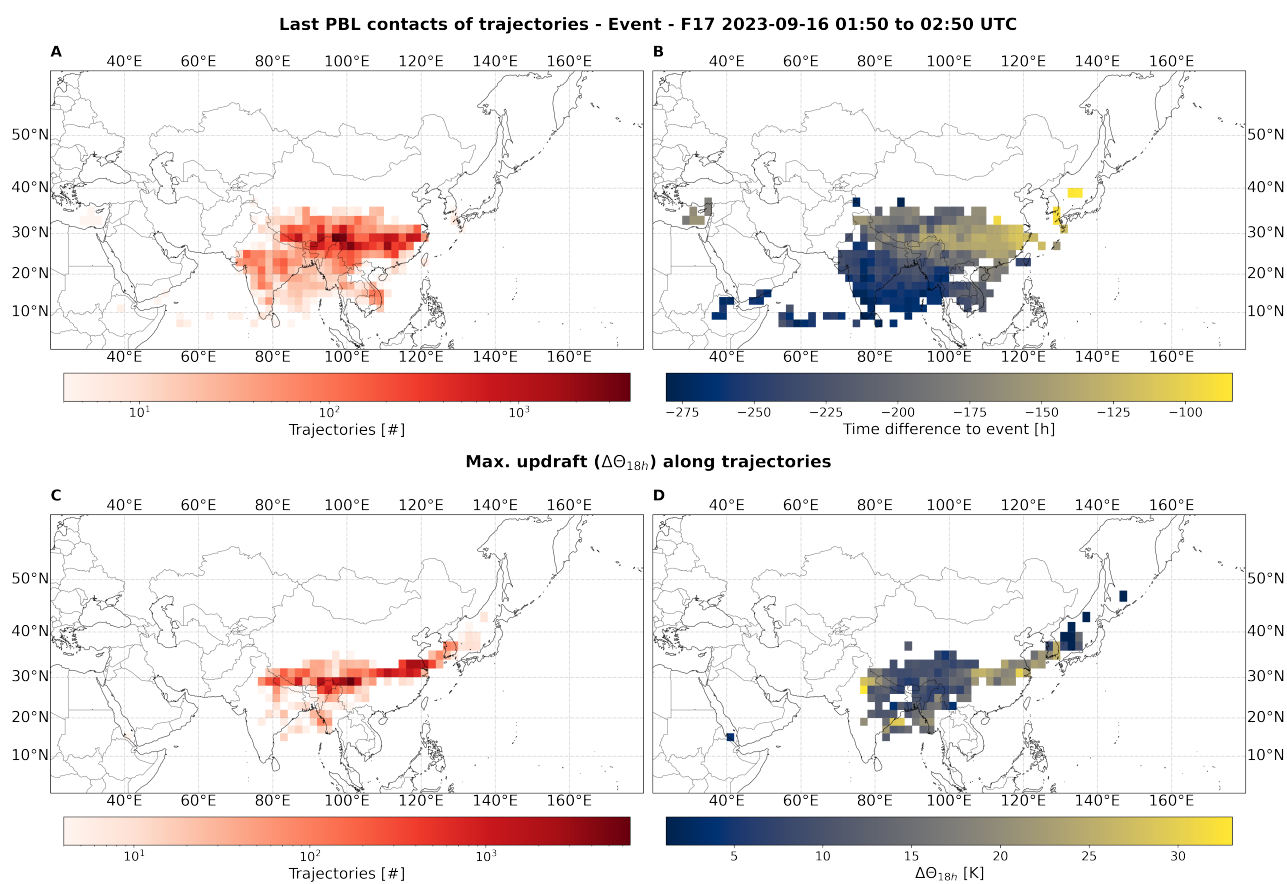 Last PBL contacts of trajectories - Event - F17 2023-09-16 01:50 to 02:50 UTC
A
B
40°E 60°E 80°E 100°E 120°E 140°E 160°E
40°E 60°E 80°E 100°E 120°E 140°E 160°E
50°N
50°N
40°N
40°N
30°N
30°N
20°N
20°N
10°N
10°N
40°E 60°E 80°E 100°E 120°E 140°E 160°E
40°E 60°E 80°E 100°E 120°E 140°E 160°E
10¹ 10² 10³
−275 −250 −225 −200 −175 −150 −125 −100
Trajectories [#]
Time difference to event [h]
Max. updraft (ΔΘ₁₈ₕ) along trajectories
C
D
40°E 60°E 80°E 100°E 120°E 140°E 160°E
40°E 60°E 80°E 100°E 120°E 140°E 160°E
50°N
50°N
40°N
40°N
30°N
30°N
20°N
20°N
10°N
10°N
40°E 60°E 80°E 100°E 120°E 140°E 160°E
40°E 60°E 80°E 100°E 120°E 140°E 160°E
10¹ 10² 10³
5 10 15 20 25 30
Trajectories [#]
ΔΘ₁₈ₕ [K]